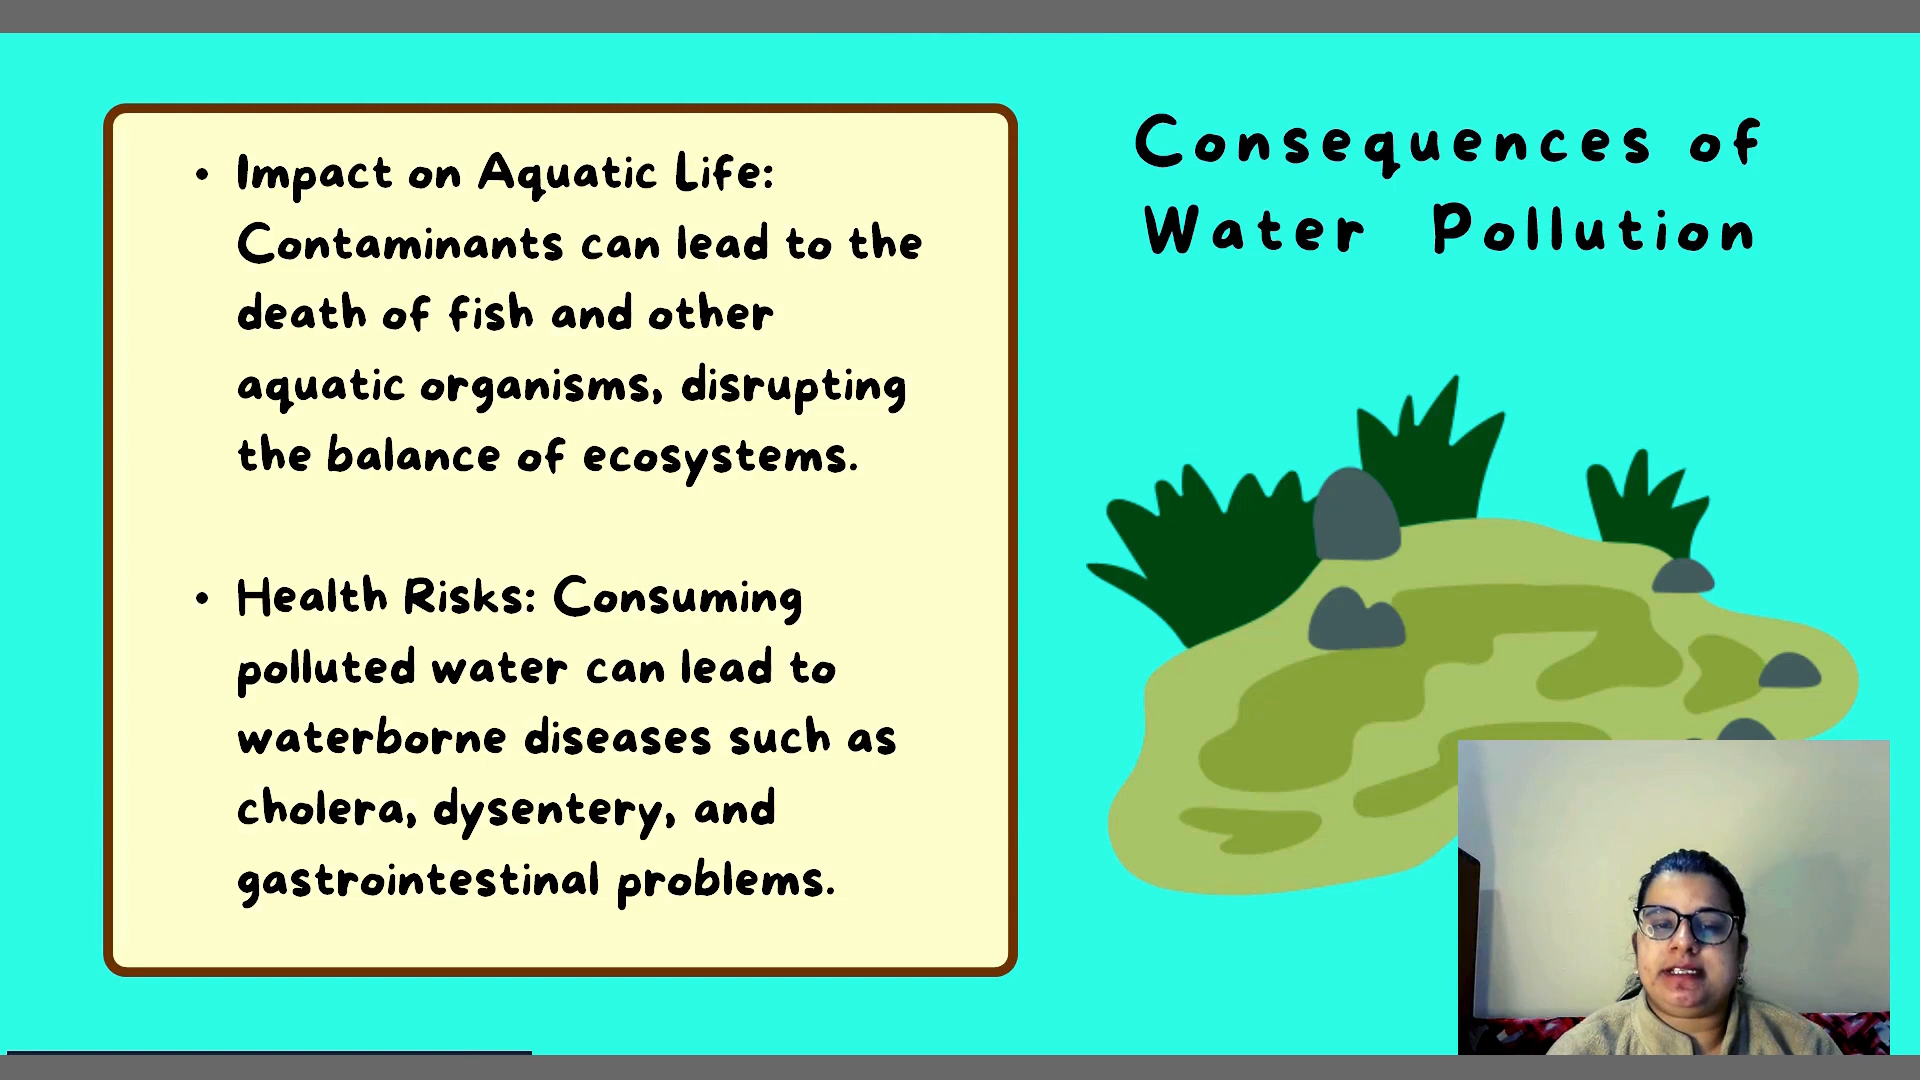 Consequences of
Water Pollution
• Impact on Aquatic Life:
Contaminants can lead to the
death of fish and other
aquatic organisms, disrupting
the balance of ecosystems.
• Health Risks: Consuming
polluted water can lead to
waterborne diseases such as
cholera, dysentery, and
gastrointestinal problems.